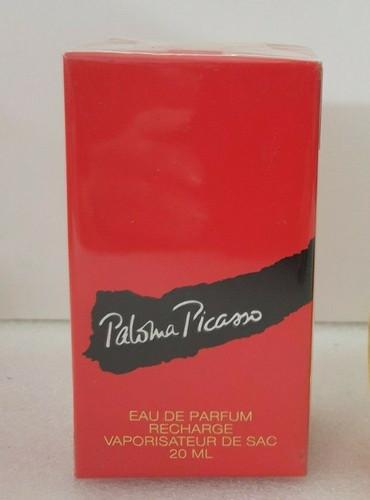 Paloma Picasso
EAU DE PARFUM
RECHARGE
VAPORISATEUR DE SAC
20 ML